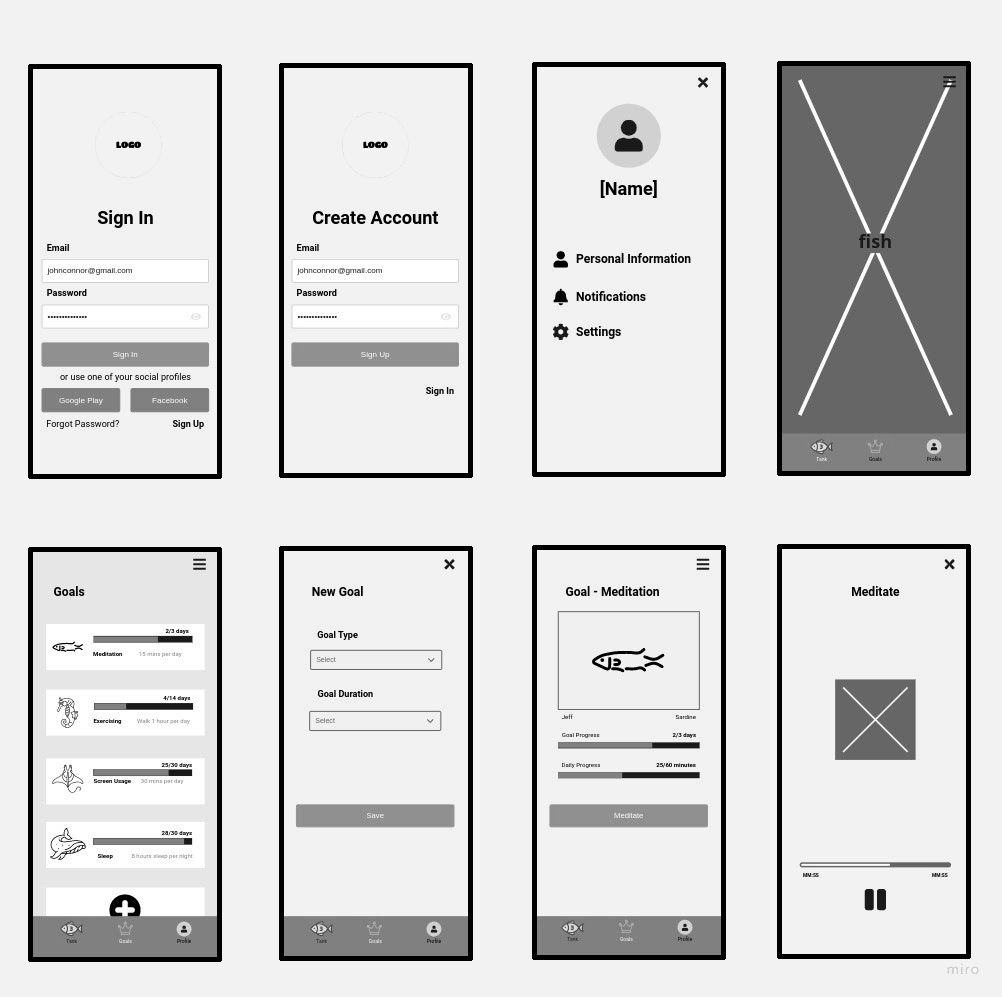 LOGO
Sign In
Email
johnconnor@gmail.com
Password
••••••••••••••
Sign In
or use one of your social profiles
Google Play
Facebook
Forgot Password?
Sign Up
LOGO
Create Account
Email
johnconnor@gmail.com
Password
••••••••••••••
Sign Up
Sign In
[Name]
Personal Information
Notifications
Settings
fish
Tank
Goals
Profile
Goals
2/3 days
Meditation
15 mins per day
4/14 days
Exercising
Walk 1 hour per day
25/30 days
Screen Usage
30 mins per day
28/30 days
Sleep
8 hours sleep per night
Tank
Goals
Profile
New Goal
Goal Type
Select
Goal Duration
Select
Save
Tank
Goals
Profile
Goal - Meditation
Jeff
Sardine
Goal Progress
2/3 days
Daily Progress
25/60 minutes
Meditate
Tank
Goals
Profile
Meditate
MM:SS
MM:SS
miro